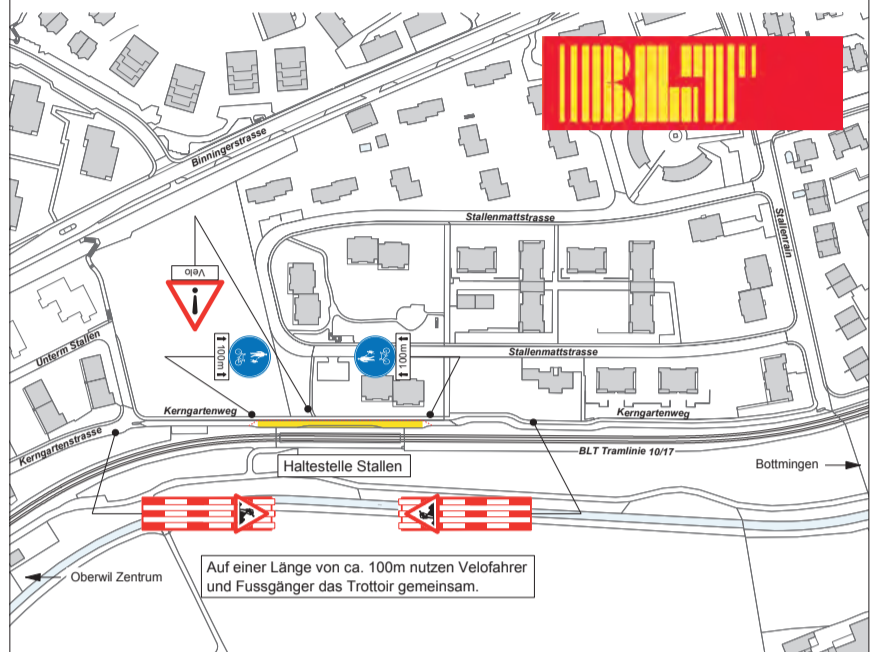 BLT
Binningerstrasse
Stallenmattstrasse
Stallenrain
Velo
Unterm Stallen
100m
100m
Stallenmattstrasse
Kerngartenweg
Kerngartenweg
Kerngartenstrasse
BLT Tramlinie 10/17
Haltestelle Stallen
Bottmingen
Oberwil Zentrum
Auf einer Länge von ca. 100m nutzen Velofahrer
und Fussgänger das Trottoir gemeinsam.